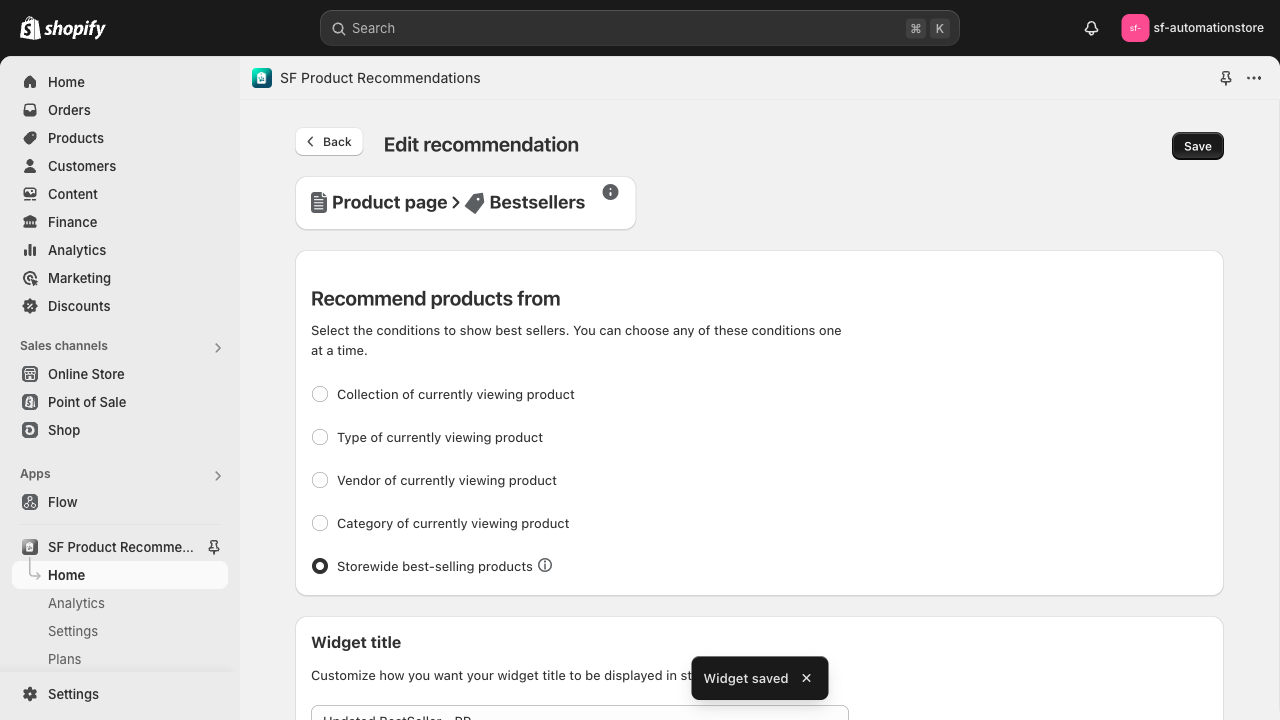 shopify
Search
⌘ K
sf-
sf-automationstore
Home
Orders
Products
Customers
Content
Finance
Analytics
Marketing
Discounts
Sales channels
Online Store
Point of Sale
Shop
Apps
Flow
SF Product Recomme...
Home
Analytics
Settings
Plans
Settings
SF Product Recommendations
Back
Edit recommendation
Save
Product page > Bestsellers
Recommend products from
Select the conditions to show best sellers. You can choose any of these conditions one
at a time.
Collection of currently viewing product
Type of currently viewing product
Vendor of currently viewing product
Category of currently viewing product
Storewide best-selling products
Widget title
Customize how you want your widget title to be displayed in st
Updated BestSeller - PP
Widget saved